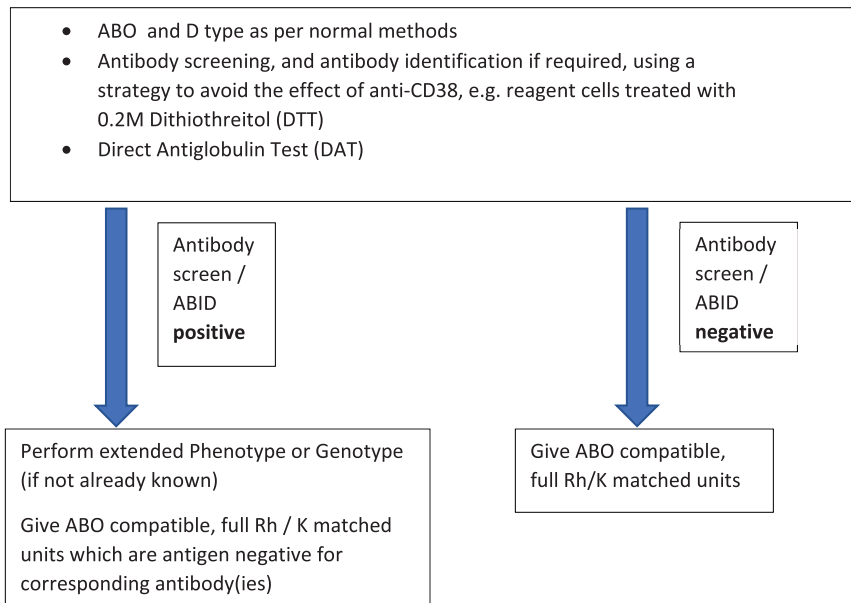 • ABO and D type as per normal methods
• Antibody screening, and antibody identification if required, using a
strategy to avoid the effect of anti-CD38, e.g. reagent cells treated with
0.2M Dithiothreitol (DTT)
• Direct Antiglobulin Test (DAT)
Antibody
screen /
ABID
positive
Antibody
screen /
ABID
negative
Perform extended Phenotype or Genotype
(if not already known)
Give ABO compatible, full Rh / K matched
units which are antigen negative for
corresponding antibody(ies)
Give ABO compatible,
full Rh/K matched units